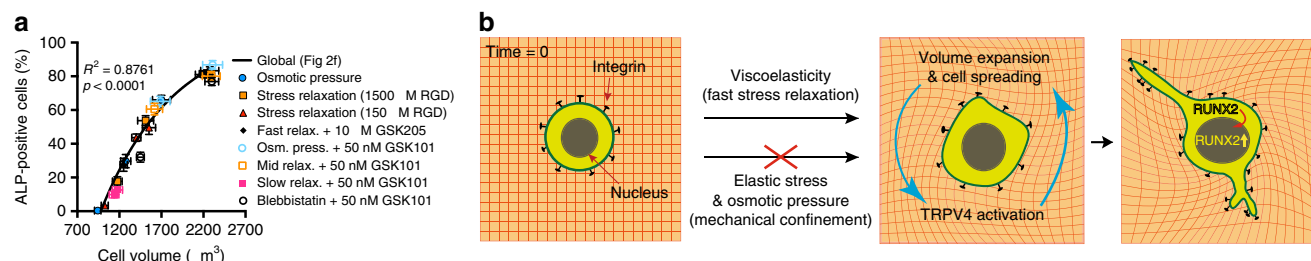 a
ALP-positive cells (%)
100
80
60
40
20
0
R² = 0.8761
p < 0.0001
700
1200
1700
2200
2700
Cell volume ( m³)
Global (Fig 2f)
Osmotic pressure
Stress relaxation (1500 M RGD)
Stress relaxation (150 M RGD)
Fast relax. + 10 M GSK205
Osm. press. + 50 nM GSK101
Mid relax. + 50 nM GSK101
Slow relax. + 50 nM GSK101
Blebbistatin + 50 nM GSK101
b
Time = 0
Integrin
Nucleus
Viscoelasticity
(fast stress relaxation)
Elastic stress
& osmotic pressure
(mechanical confinement)
Volume expansion
& cell spreading
TRPV4 activation
RUNX2
RUNX2